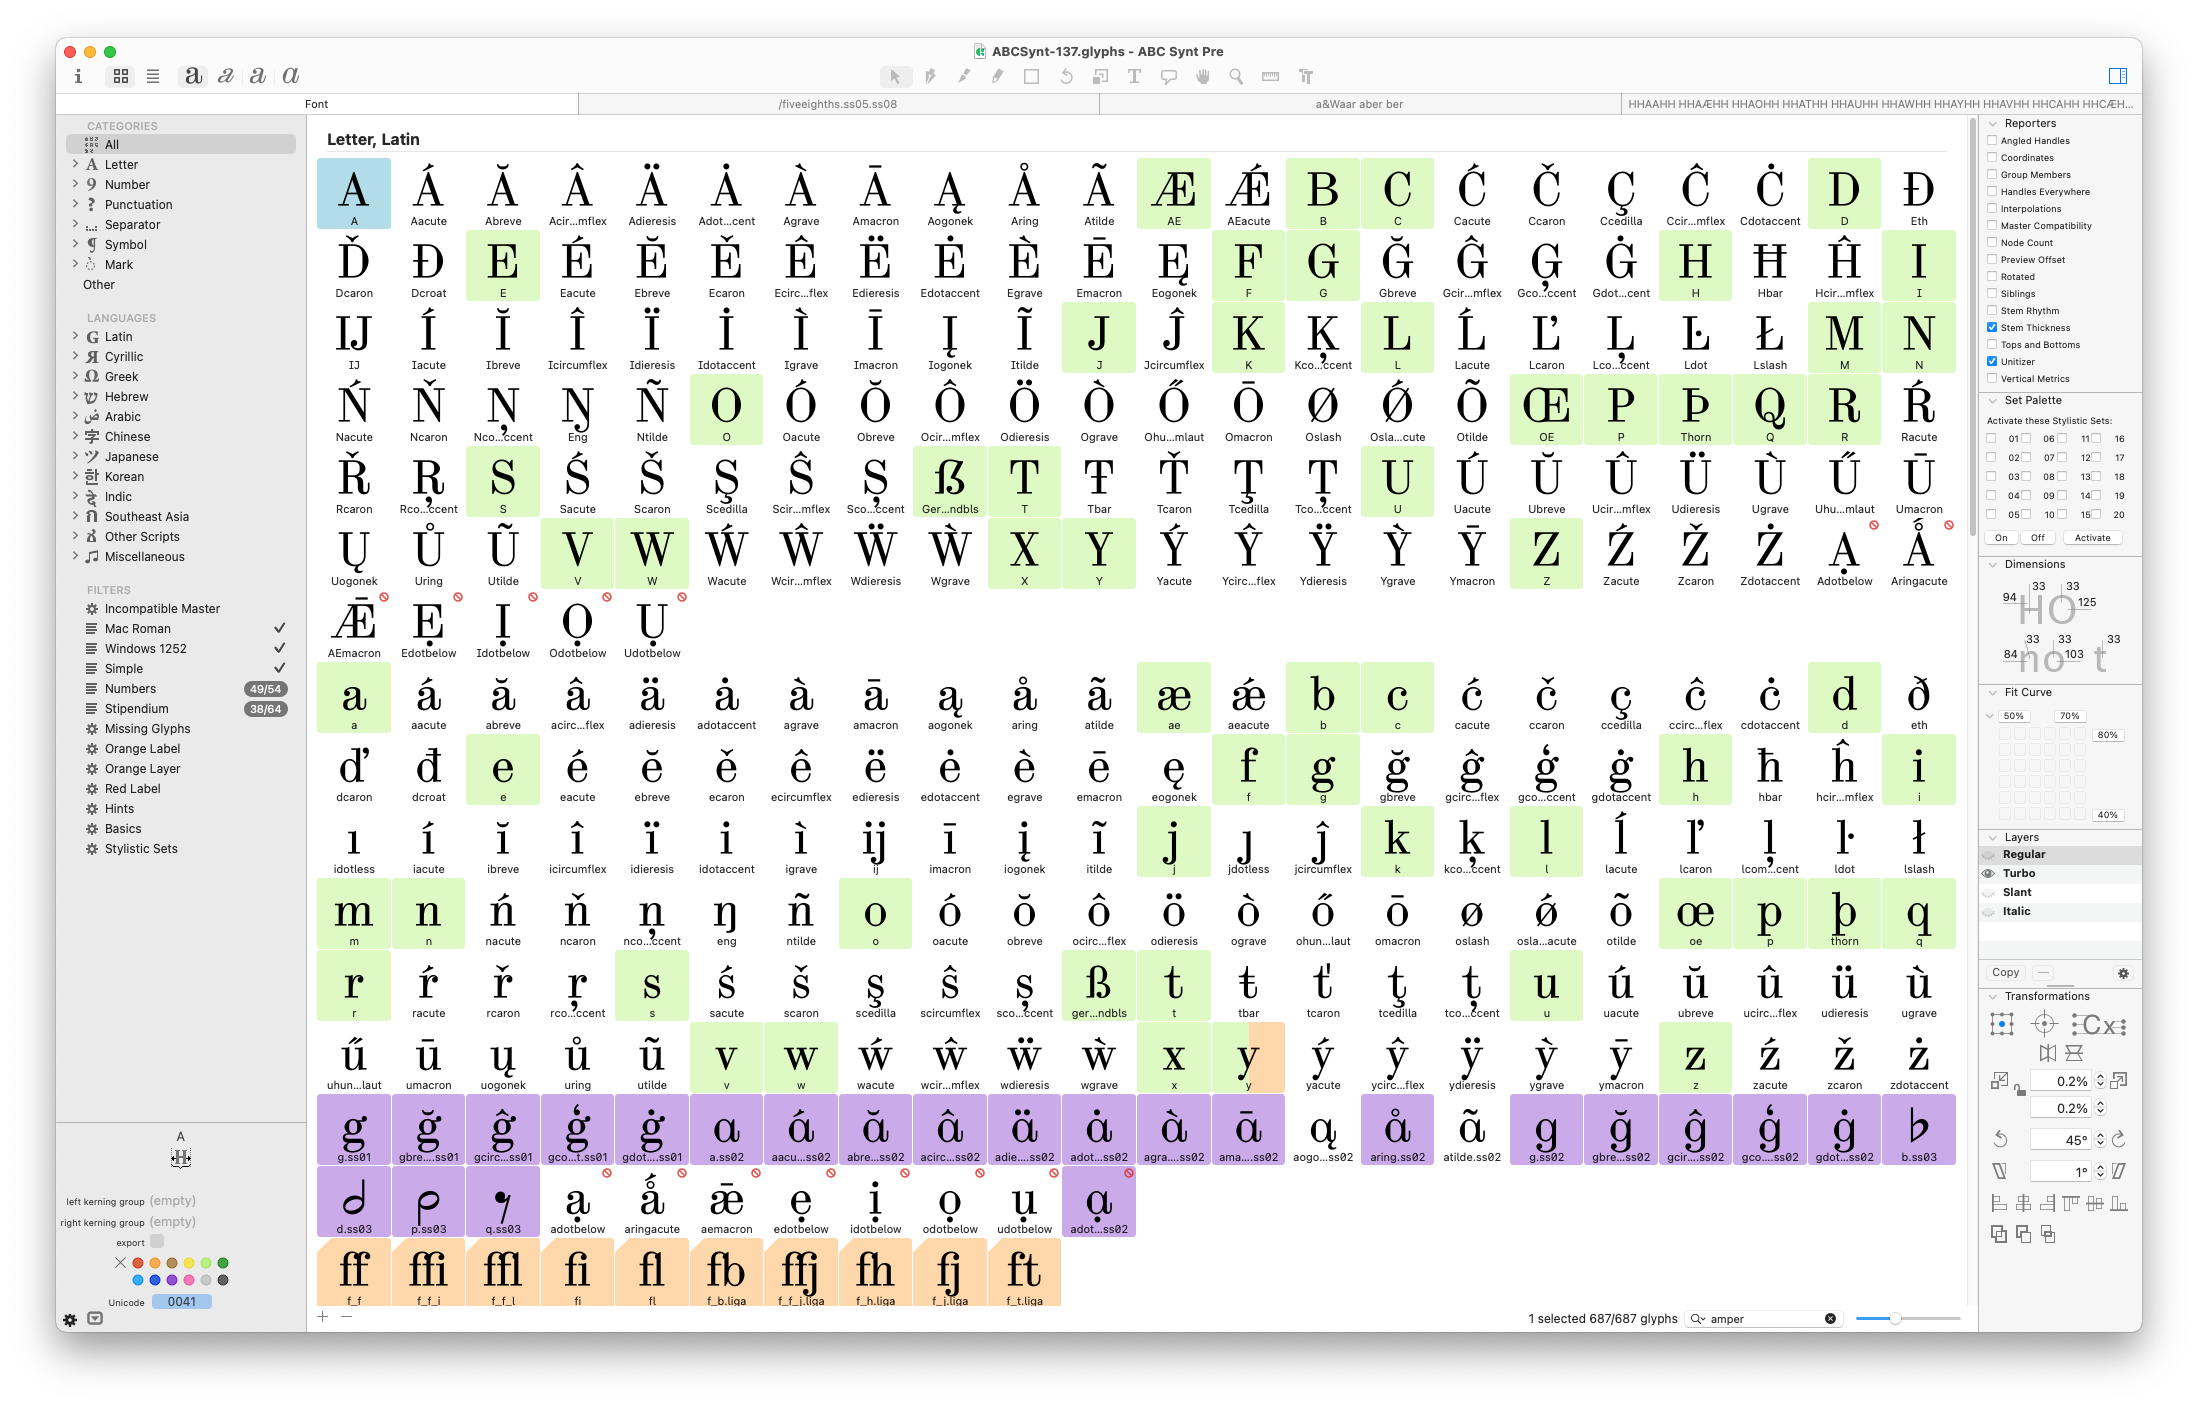 ABCSynt-137.glyphs - ABC Synt Pre
Font
/fiveeighths.ss05.ss08
a&Waar aber ber
HHAAHH HHAÆHH HHAOHH HHATHH HHAUHH HHAWHH HHAYHH HHAVHH HHCAHH HHCÆH...
CATEGORIES
All
Letter
Number
Punctuation
Separator
Symbol
Mark
Other
LANGUAGES
Latin
Cyrillic
Greek
Hebrew
Arabic
Chinese
Japanese
Korean
Indic
Southeast Asia
Other Scripts
Miscellaneous
FILTERS
Incompatible Master
Mac Roman
Windows 1252
Simple
Numbers 49/54
Stipendium 38/64
Missing Glyphs
Orange Label
Orange Layer
Red Label
Hints
Basics
Stylistic Sets
A
H
left kerning group (empty)
right kerning group (empty)
export
Unicode 0041
Letter, Latin
A Á Ă Â Ä Ȧ À Ā Ą Å Ã Æ Ǽ B C Ć Č Ç Ĉ Ċ D Ð
A Aacute Abreve Acir...mflex Adieresis Adot...cent Agrave Amacron Aogonek Aring Atilde AE AEacute B C Cacute Ccaron Ccedilla Ccir...mflex Cdotaccent D Eth
Ď Đ E É Ĕ Ě Ê Ë Ė È Ē Ę F G Ğ Ĝ Ģ Ġ H Ħ Ĥ I
Dcaron Dcroat E Eacute Ebreve Ecaron Ecirc...flex Edieresis Edotaccent Egrave Emacron Eogonek F G Gbreve Gcir...mflex Gco...ccent Gdot...cent H Hbar Hcir...mflex I
IJ Í Ĭ Î Ï İ Ì Ī Į Ĩ J Ĵ K Ķ L Ĺ Ľ Ļ Ŀ Ł M N
IJ Iacute Ibreve Icircumflex Idieresis Idotaccent Igrave Imacron Iogonek Itilde J Jcircumflex K Kco...ccent L Lacute Lcaron Lco...ccent Ldot Lslash M N
Ń Ň Ņ Ŋ Ñ O Ó Ŏ Ô Ö Ò Ő Ō Ø Ǿ Õ Œ P Þ Q R Ŕ
Nacute Ncaron Nco...ccent Eng Ntilde O Oacute Obreve Ocir...mflex Odieresis Ograve Ohu...mlaut Omacron Oslash Osla...cute Otilde OE P Thorn Q R Racute
Ř Ŗ S Ś Š Ş Ŝ Ș ẞ T Ŧ Ť Ţ Ț U Ú Ŭ Û Ü Ù Ű Ū
Rcaron Rco...ccent S Sacute Scaron Scedilla Scir...mflex Sco...ccent Ger...ndbls T Tbar Tcaron Tcedilla Tco...ccent U Uacute Ubreve Ucir...mflex Udieresis Ugrave Uhu...mlaut Umacron
Ų Ů Ũ V W Ẃ Ŵ Ẅ Ẁ X Y Ý Ŷ Ÿ Ỳ Ȳ Z Ź Ž Ż Ạ Ǻ
Uogonek Uring Utilde V W Wacute Wcir...mflex Wdieresis Wgrave X Y Yacute Ycirc...flex Ydieresis Ygrave Ymacron Z Zacute Zcaron Zdotaccent Adotbelow Aringacute
Ǣ Ẹ Ị Ọ Ụ
AEmacron Edotbelow Idotbelow Odotbelow Udotbelow
a á ă â ä ȧ à ā ą å ã æ ǽ b c ć č ç ĉ ċ d ð
a aacute abreve acirc...flex adieresis adotaccent agrave amacron aogonek aring atilde ae aeacute b c cacute ccaron ccedilla ccirc...flex cdotaccent d eth
ď đ e é ĕ ě ê ë ė è ē ę f g ğ ĝ ģ ġ h ħ ĥ i
dcaron dcroat e eacute ebreve ecaron ecircumflex edieresis edotaccent egrave emacron eogonek f g gbreve gcirc...flex gco...ccent gdotaccent h hbar hcir...mflex i
ı í ĭ î ï i ì ij ī į ĩ j ȷ ĵ k ķ l ĺ ľ ļ ŀ ł
idotless iacute ibreve icircumflex idieresis idotaccent igrave ij imacron iogonek itilde j jdotless jcircumflex k kco...ccent l lacute lcaron lcom...cent ldot lslash
m n ń ň ņ ŋ ñ o ó ŏ ô ö ò ő ō ø ǿ õ œ p þ q
m n nacute ncaron nco...ccent eng ntilde o oacute obreve ocirc...flex odieresis ograve ohun...laut omacron oslash osla...acute otilde oe p thorn q
r ŕ ř ŗ s ś š ş ŝ ș ß t ŧ ť ţ ț u ú ŭ û ü ù
r racute rcaron rco...ccent s sacute scaron scedilla scircumflex sco...ccent ger...ndbls t tbar tcaron tcedilla tco...ccent u uacute ubreve ucirc...flex udieresis ugrave
ű ū ų ů ũ v w ẃ ŵ ẅ ẁ x y ý ŷ ÿ ỳ ȳ z ź ž ż
uhun...laut umacron uogonek uring utilde v w wacute wcir...mflex wdieresis wgrave x y yacute ycirc...flex ydieresis ygrave ymacron z zacute zcaron zdotaccent
g ğ ĝ ģ ġ ɑ á ă â ä ȧ à ā ą å ã g ğ ĝ ģ ġ ♭
g.ss01 gbre....ss01 gcirc...ss01 gco...t.ss01 gdot....ss01 a.ss02 aacu...ss02 abre....ss02 acirc...ss02 adie....ss02 adot...ss02 agra....ss02 ama....ss02 aogo...ss02 aring.ss02 atilde.ss02 g.ss02 gbre....ss02 gcir....ss02 gco....ss02 gdot....ss02 b.ss03
ạ ǻ ǣ ẹ ị ọ ụ ạ
d.ss03 p.ss03 q.ss03 adotbelow aringacute aemacron edotbelow idotbelow odotbelow udotbelow adot...ss02
ff ffi ffl fi fl fb ffj fh fj ft
f_f f_f_i f_f_l fi fl f_b.liga f_f_j.liga f_h.liga f_j.liga f_t.liga
1 selected 687/687 glyphs
amper
Reporters
Angled Handles
Coordinates
Group Members
Handles Everywhere
Interpolations
Master Compatibility
Node Count
Preview Offset
Rotated
Siblings
Stem Rhythm
Stem Thickness
Tops and Bottoms
Unitizer
Vertical Metrics
Set Palette
Activate these Stylistic Sets:
01 06 11 16
02 07 12 17
03 08 13 18
04 09 14 19
05 10 15 20
On Off Activate
Dimensions
94 33 33 125
HO
84 33 33 103 33
no t
Fit Curve
50% 70%
80%
40%
Layers
Regular
Turbo
Slant
Italic
Copy
Transformations
Cx
0.2%
0.2%
45°
1°